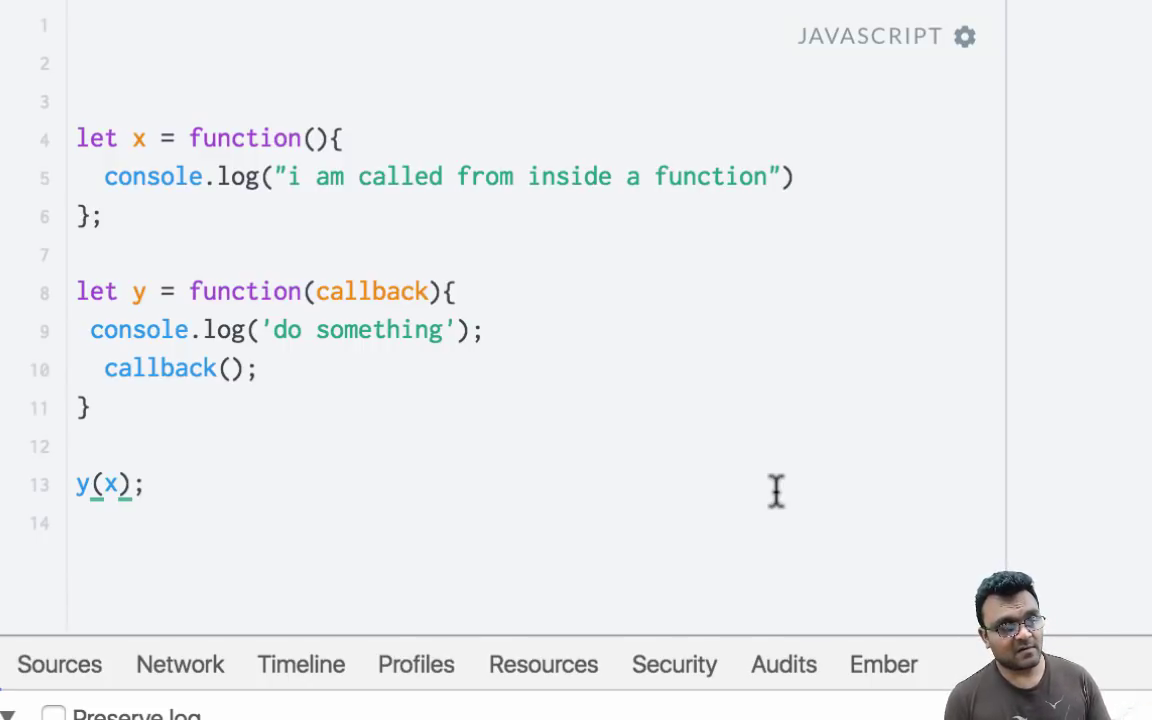 1
JAVASCRIPT
2
3
4 let x = function(){
5 console.log("i am called from inside a function")
6 };
7
8 let y = function(callback){
9 console.log('do something');
10 callback();
11 }
12
13 y(x);
14
Sources Network Timeline Profiles Resources Security Audits Ember
Preserve log